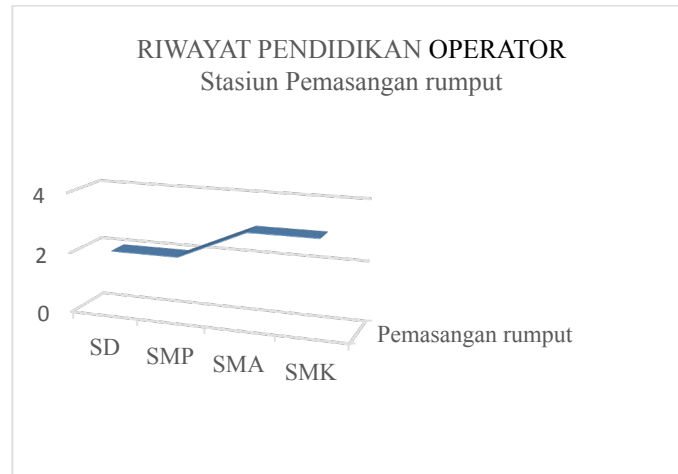 RIWAYAT PENDIDIKAN OPERATOR
Stasiun Pemasangan rumput
4
2
0
SD SMP SMA SMK
Pemasangan rumput